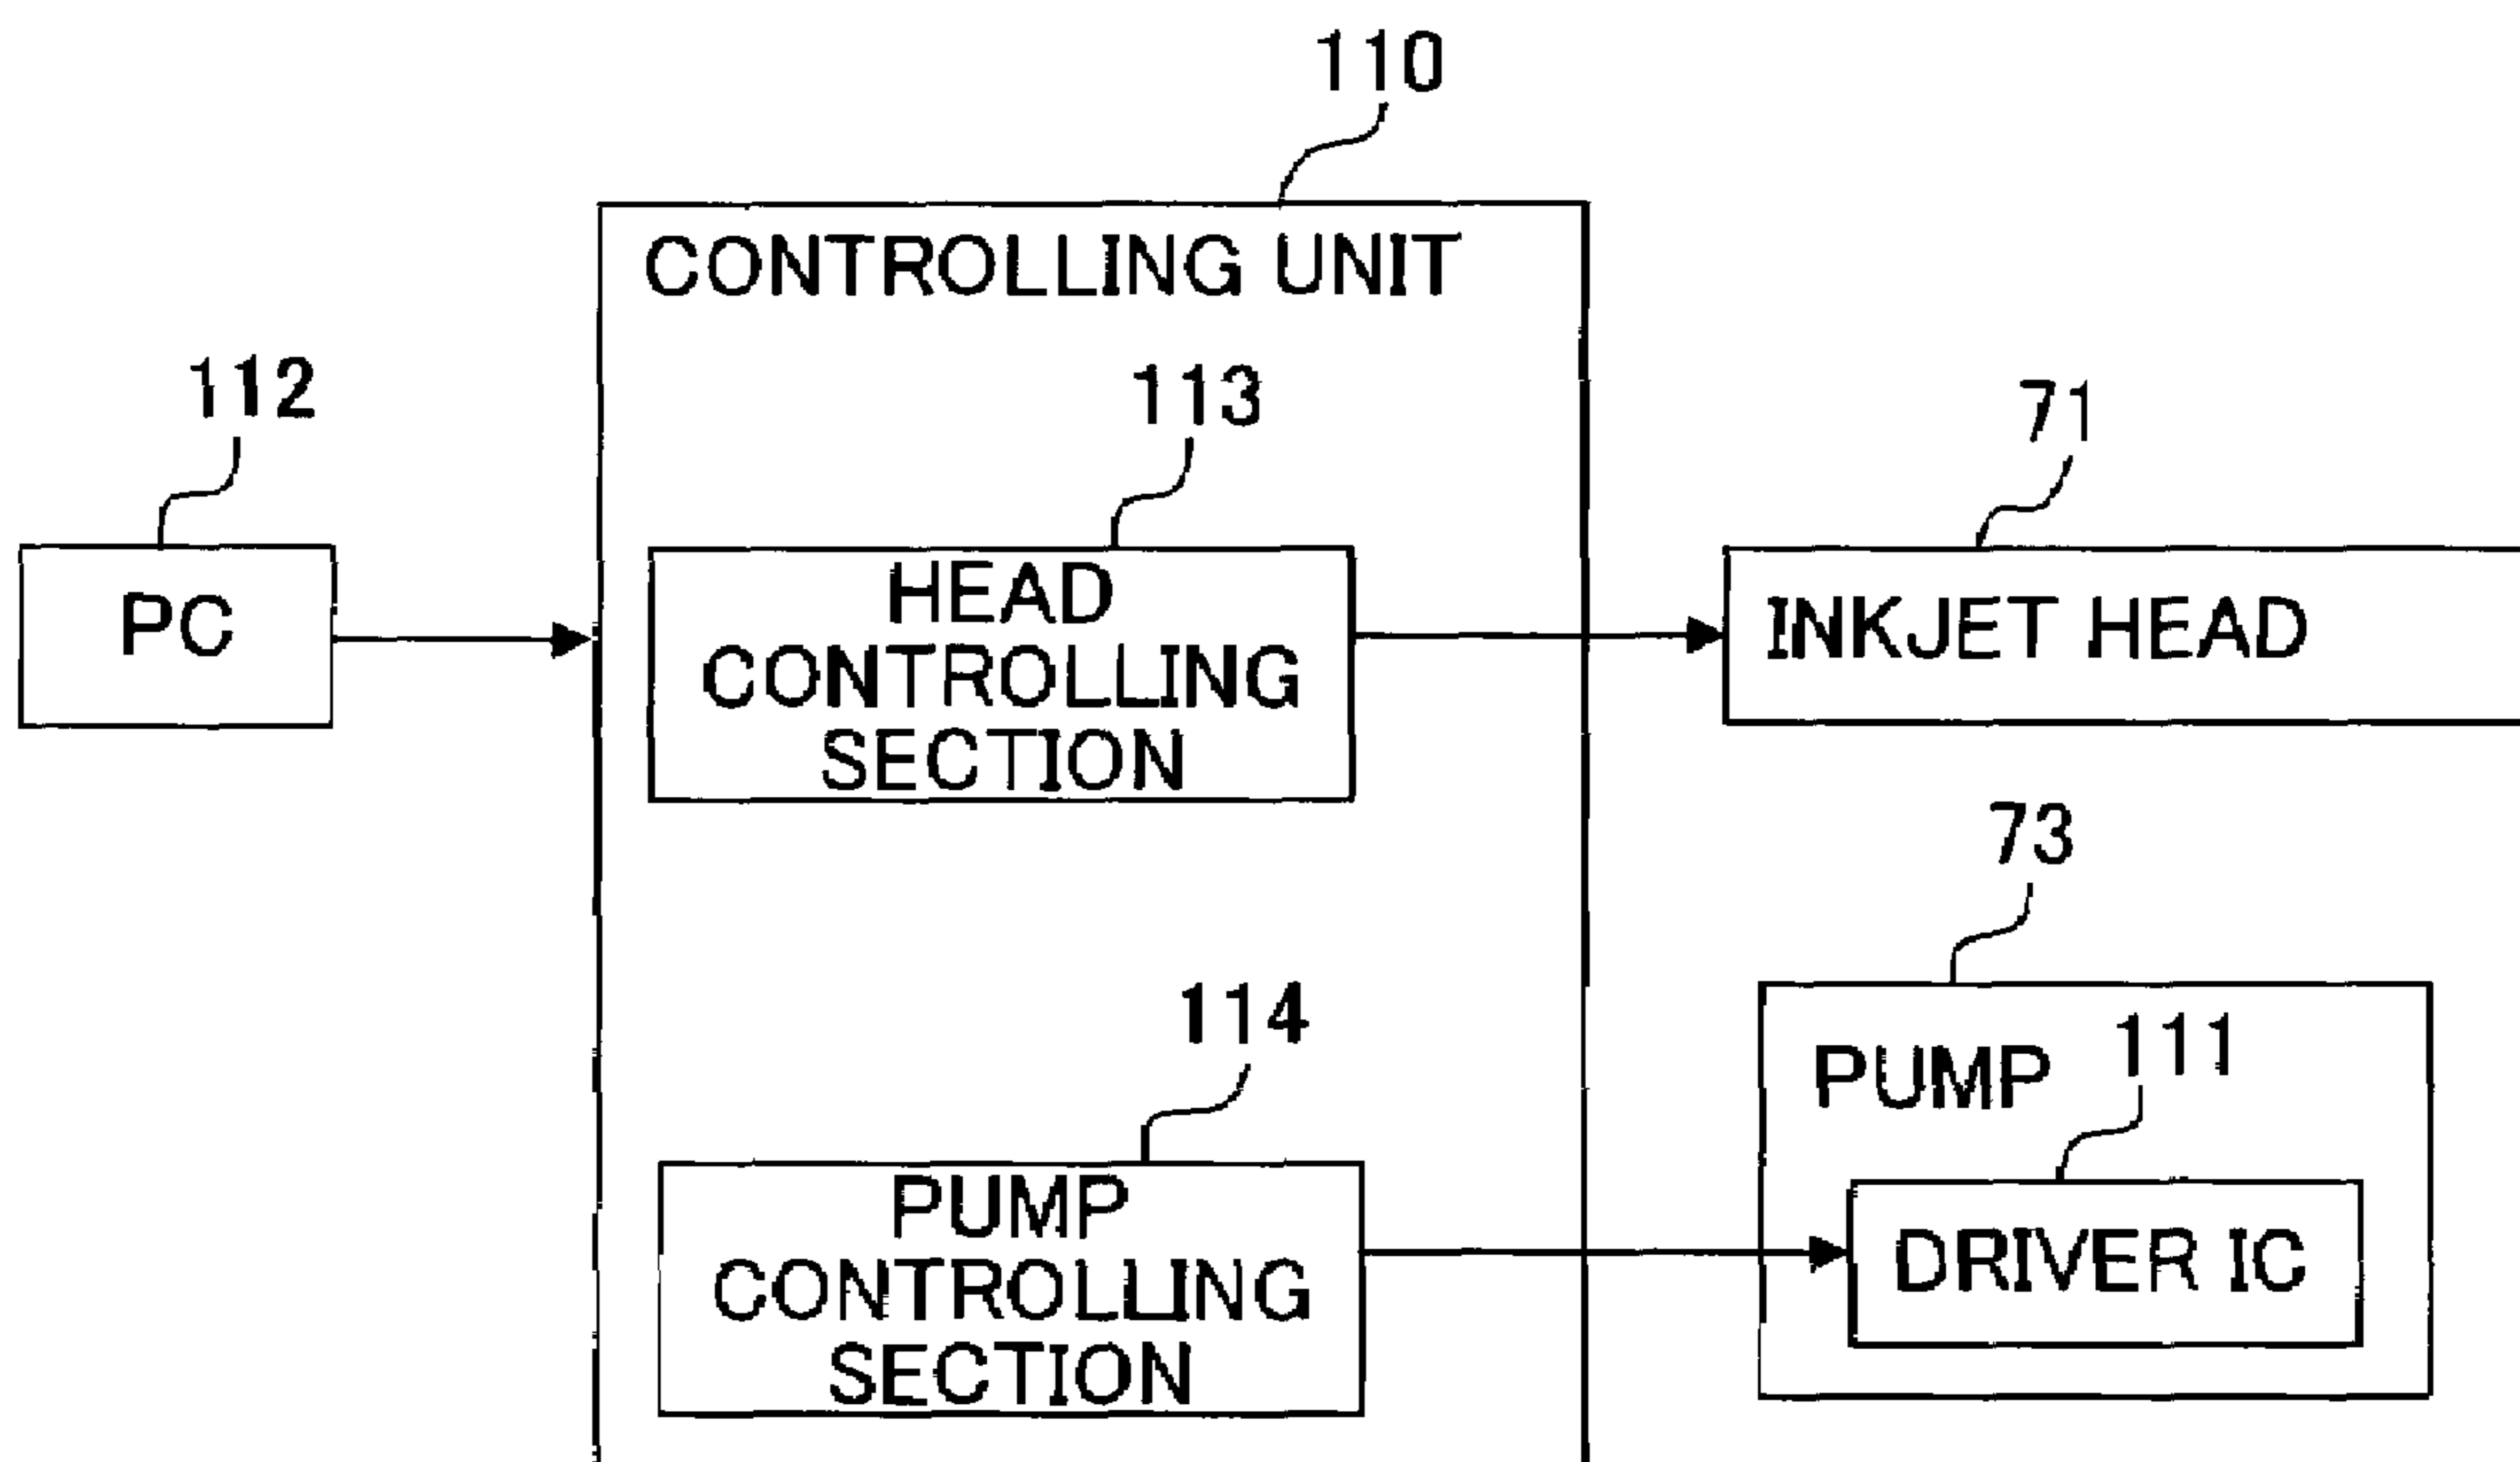 110
CONTROLLING UNIT
112
113
71
PC
HEAD
CONTROLLING
SECTION
INKJET HEAD
73
114
PUMP
111
PUMP
CONTROLLING
SECTION
DRIVER IC